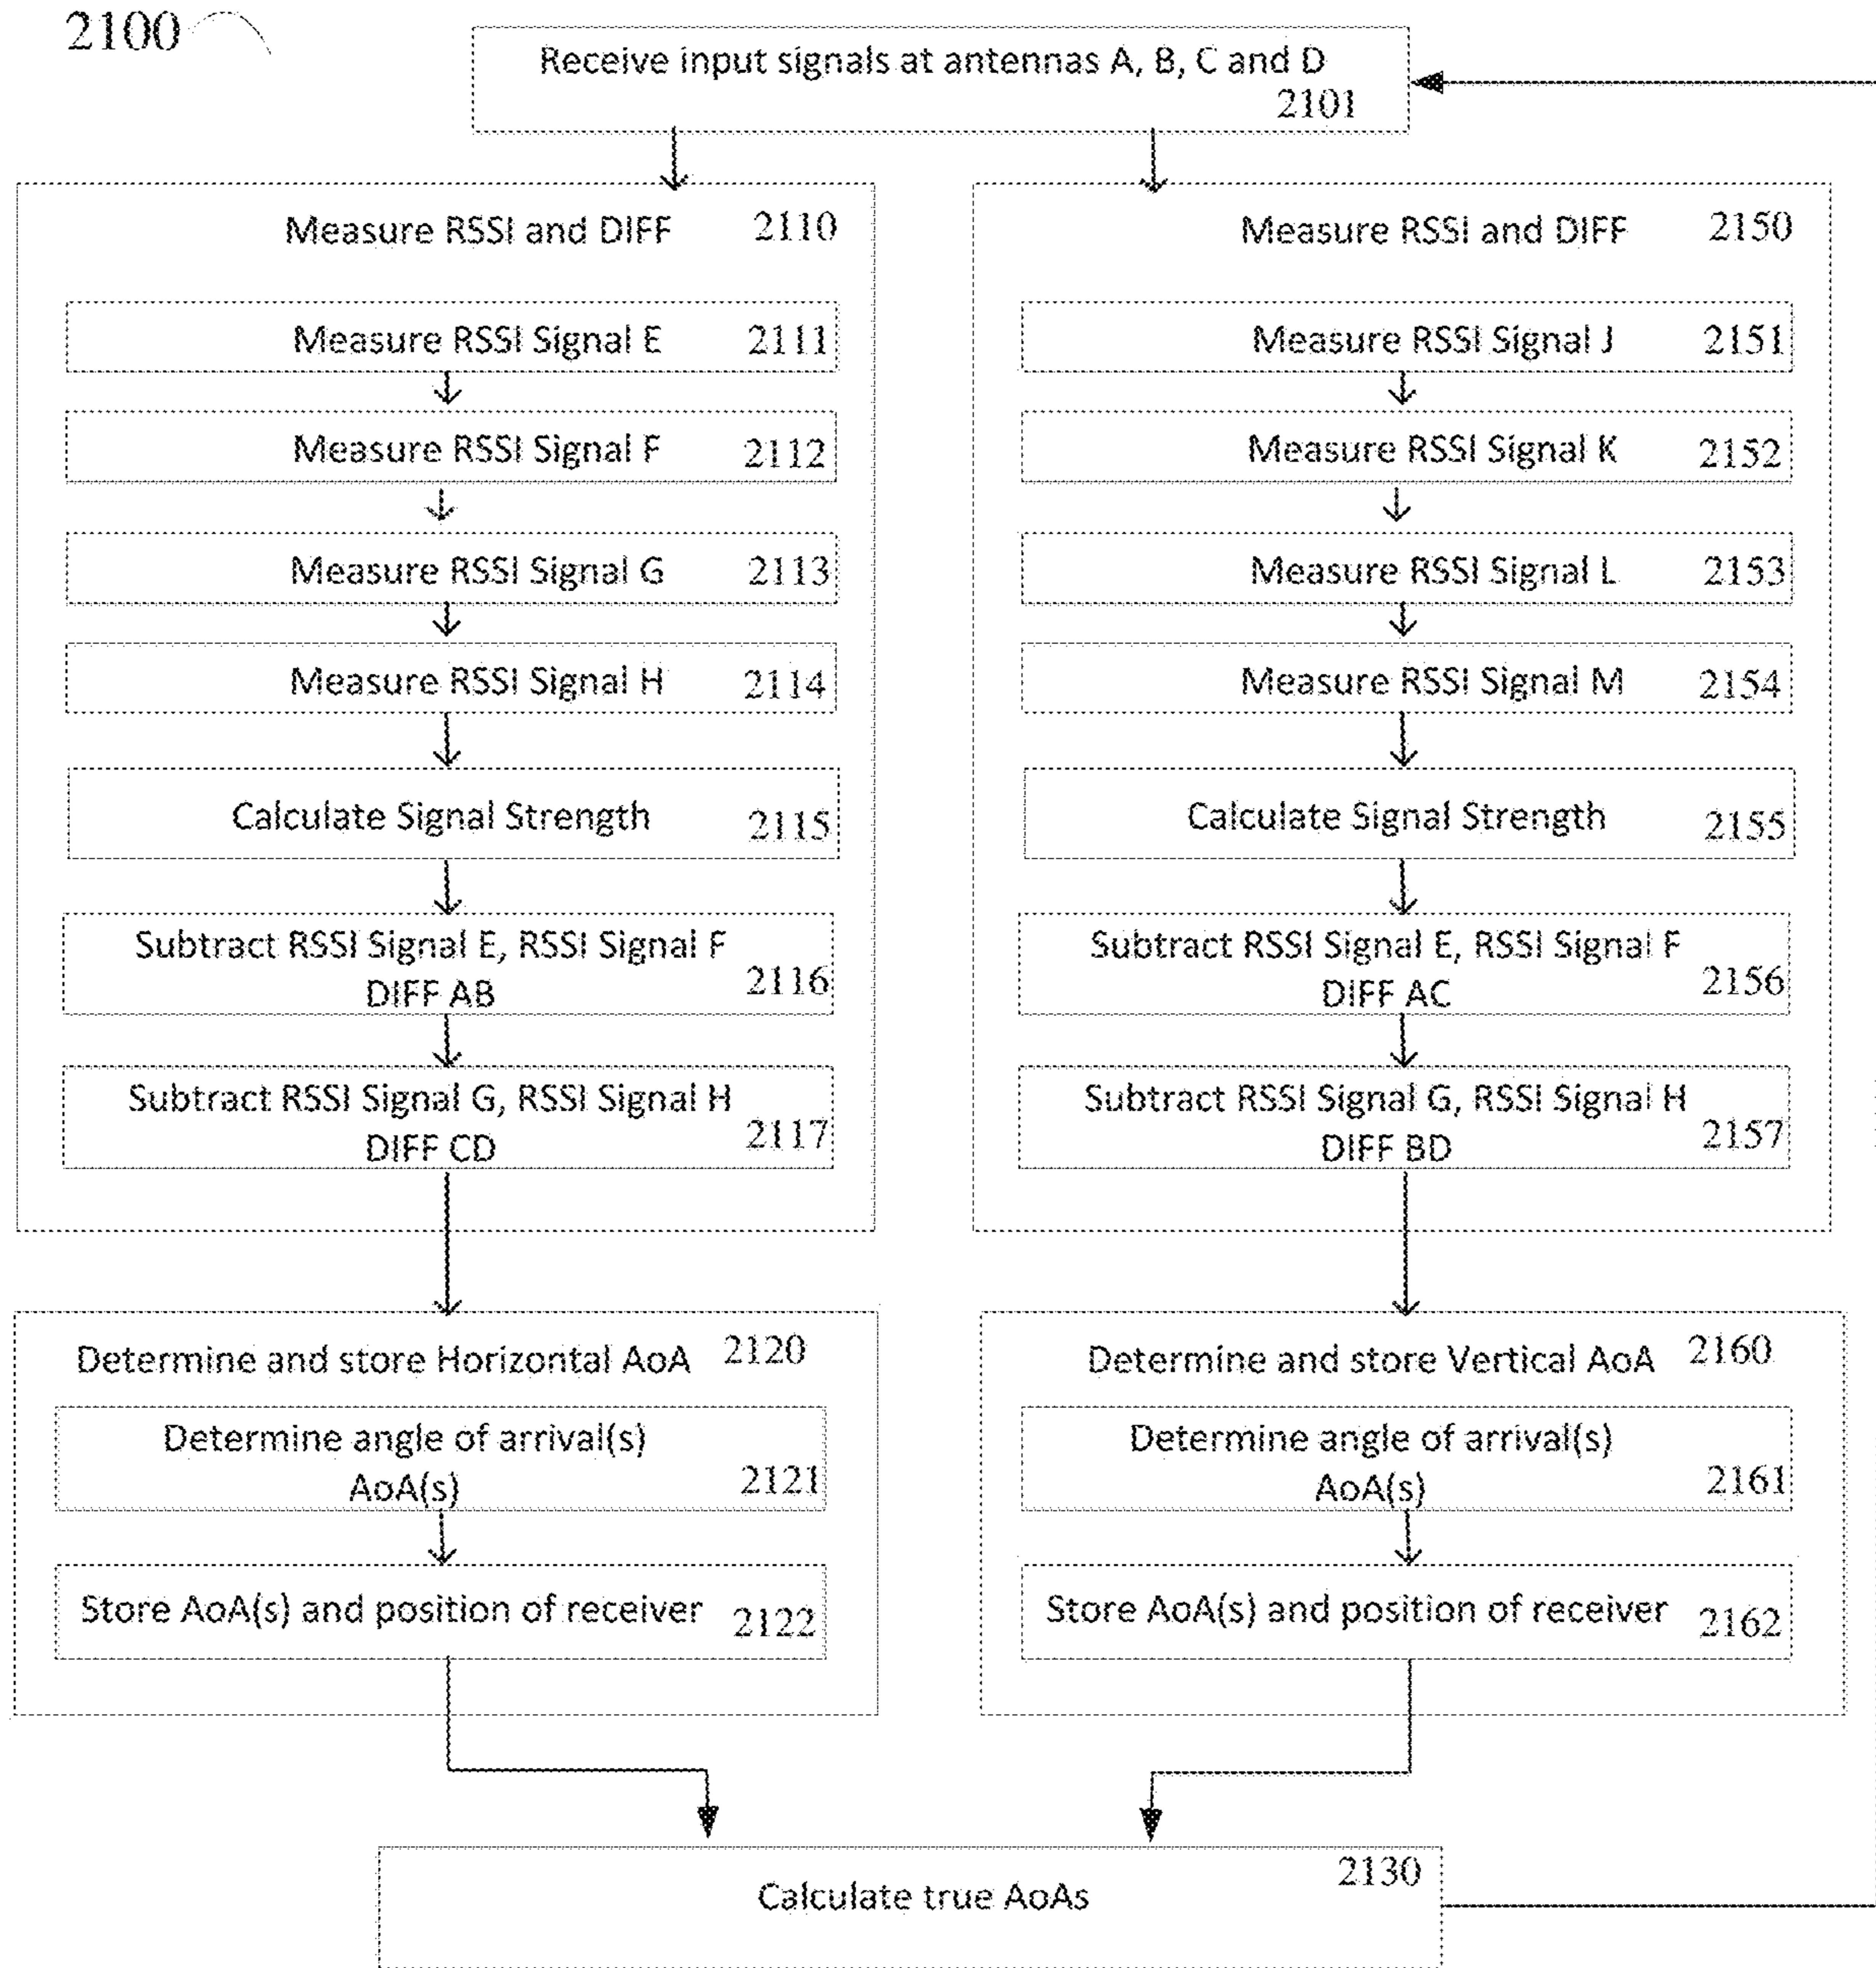 2100
Receive input signals at antennas A, B, C and D
2101
Measure RSSI and DIFF 2110
Measure RSSI Signal E 2111
Measure RSSI Signal F 2112
Measure RSSI Signal G 2113
Measure RSSI Signal H 2114
Calculate Signal Strength 2115
Subtract RSSI Signal E, RSSI Signal F
DIFF AB 2116
Subtract RSSI Signal G, RSSI Signal H
DIFF CD 2117
Determine and store Horizontal AoA 2120
Determine angle of arrival(s)
AoA(s) 2121
Store AoA(s) and position of receiver 2122
Measure RSSI and DIFF 2150
Measure RSSI Signal J 2151
Measure RSSI Signal K 2152
Measure RSSI Signal L 2153
Measure RSSI Signal M 2154
Calculate Signal Strength 2155
Subtract RSSI Signal E, RSSI Signal F
DIFF AC 2156
Subtract RSSI Signal G, RSSI Signal H
DIFF BD 2157
Determine and store Vertical AoA 2160
Determine angle of arrival(s)
AoA(s) 2161
Store AoA(s) and position of receiver 2162
2130
Calculate true AoAs